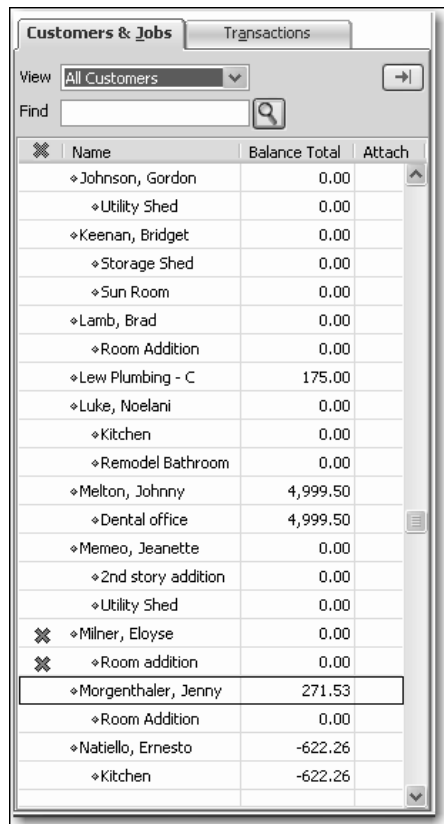 Customers & Jobs Transactions
View All Customers
Find
Name Balance Total Attach
Johnson, Gordon 0.00
Utility Shed 0.00
Keenan, Bridget 0.00
Storage Shed 0.00
Sun Room 0.00
Lamb, Brad 0.00
Room Addition 0.00
Lew Plumbing - C 175.00
Luke, Noelani 0.00
Kitchen 0.00
Remodel Bathroom 0.00
Melton, Johnny 4,999.50
Dental office 4,999.50
Memeo, Jeanette 0.00
2nd story addition 0.00
Utility Shed 0.00
Milner, Eloyse 0.00
Room addition 0.00
Morgenthaler, Jenny 271.53
Room Addition 0.00
Natiello, Ernesto -622.26
Kitchen -622.26